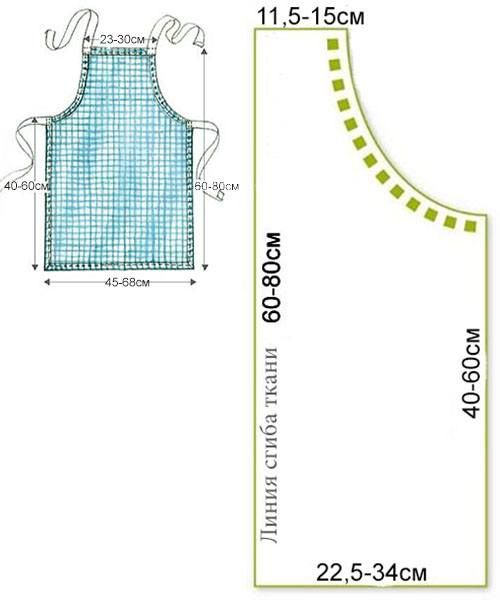 23-30см
40-60см
60-80см
45-68см
11,5-15см
60-80см
Линия сгиба ткани
40-60см
22,5-34см